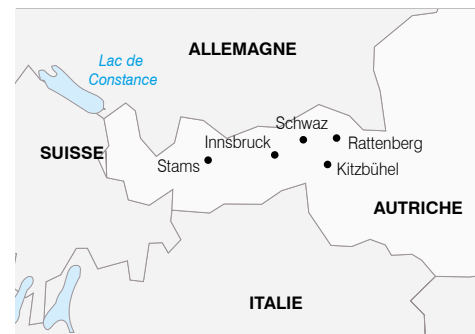 ALLEMAGNE
Lac de
Constance
Schwaz
Innsbruck
Rattenberg
SUISSE
Stams
Kitzbühel
AUTRICHE
ITALIE